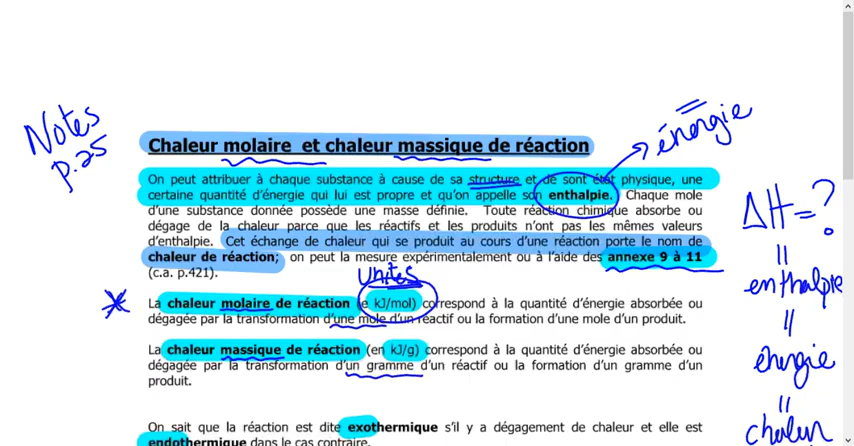 Notes
p.25
énergie
Chaleur molaire et chaleur massique de réaction
On peut attribuer à chaque substance à cause de sa structure et de sont état physique, une
certaine quantité d'énergie qui lui est propre et qu'on appelle son enthalpie. Chaque mole
d'une substance donnée possède une masse définie. Toute réaction chimique absorbe ou
dégage de la chaleur parce que les réactifs et les produits n'ont pas les mêmes valeurs
d'enthalpie. Cet échange de chaleur qui se produit au cours d'une réaction porte le nom de
chaleur de réaction; on peut la mesure expérimentalement ou à l'aide des annexe 9 à 11
(c.a. p.421).
unités
La chaleur molaire de réaction (e kJ/mol) correspond à la quantité d'énergie absorbée ou
dégagée par la transformation d'une mole d'un réactif ou la formation d'une mole d'un produit.
La chaleur massique de réaction (en kJ/g) correspond à la quantité d'énergie absorbée ou
dégagée par la transformation d'un gramme d'un réactif ou la formation d'un gramme d'un
produit.
On sait que la réaction est dite exothermique s'il y a dégagement de chaleur et elle est
endothermique dans le cas contraire.
ΔH=?
=
enthalpie
=
énergie
=
chaleur